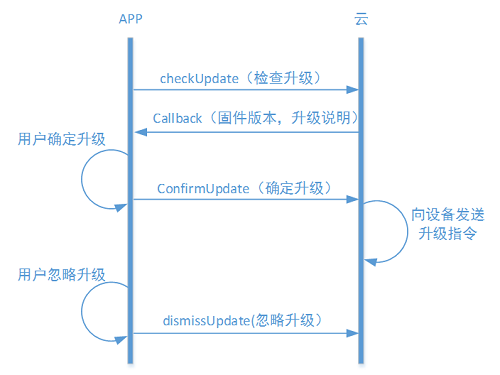 APP
云
checkUpdate（检查升级）
Callback（固件版本，升级说明）
用户确定升级
ConfirmUpdate（确定升级）
向设备发送
升级指令
用户忽略升级
dismissUpdate(忽略升级）